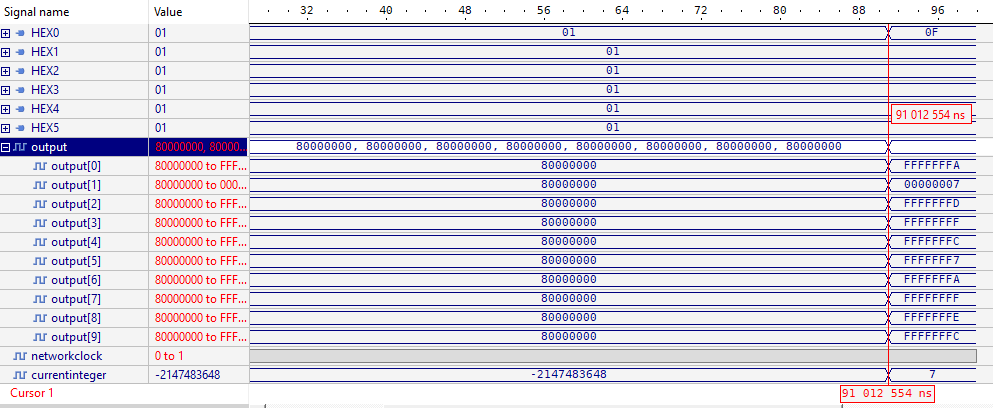 Signal name Value 32 40 48 56 64 72 80 88 96
HEX0 01 01 0F
HEX1 01 01
HEX2 01 01
HEX3 01 01
HEX4 01 01
91 012 554 ns
HEX5 01 01
output 80000000, 80000... 80000000, 80000000, 80000000, 80000000, 80000000, 80000000, 80000000, 80000000
output[0] 80000000 to FFF... 80000000 FFFFFFFA
output[1] 80000000 to 000... 80000000 00000007
output[2] 80000000 to FFF... 80000000 FFFFFFFD
output[3] 80000000 to FFF... 80000000 FFFFFFFF
output[4] 80000000 to FFF... 80000000 FFFFFFFC
output[5] 80000000 to FFF... 80000000 FFFFFFF7
output[6] 80000000 to FFF... 80000000 FFFFFFFA
output[7] 80000000 to FFF... 80000000 FFFFFFFF
output[8] 80000000 to FFF... 80000000 FFFFFFFE
output[9] 80000000 to FFF... 80000000 FFFFFFFC
networkclock 0 to 1
currentinteger -2147483648 -2147483648 7
Cursor 1 91 012 554 ns